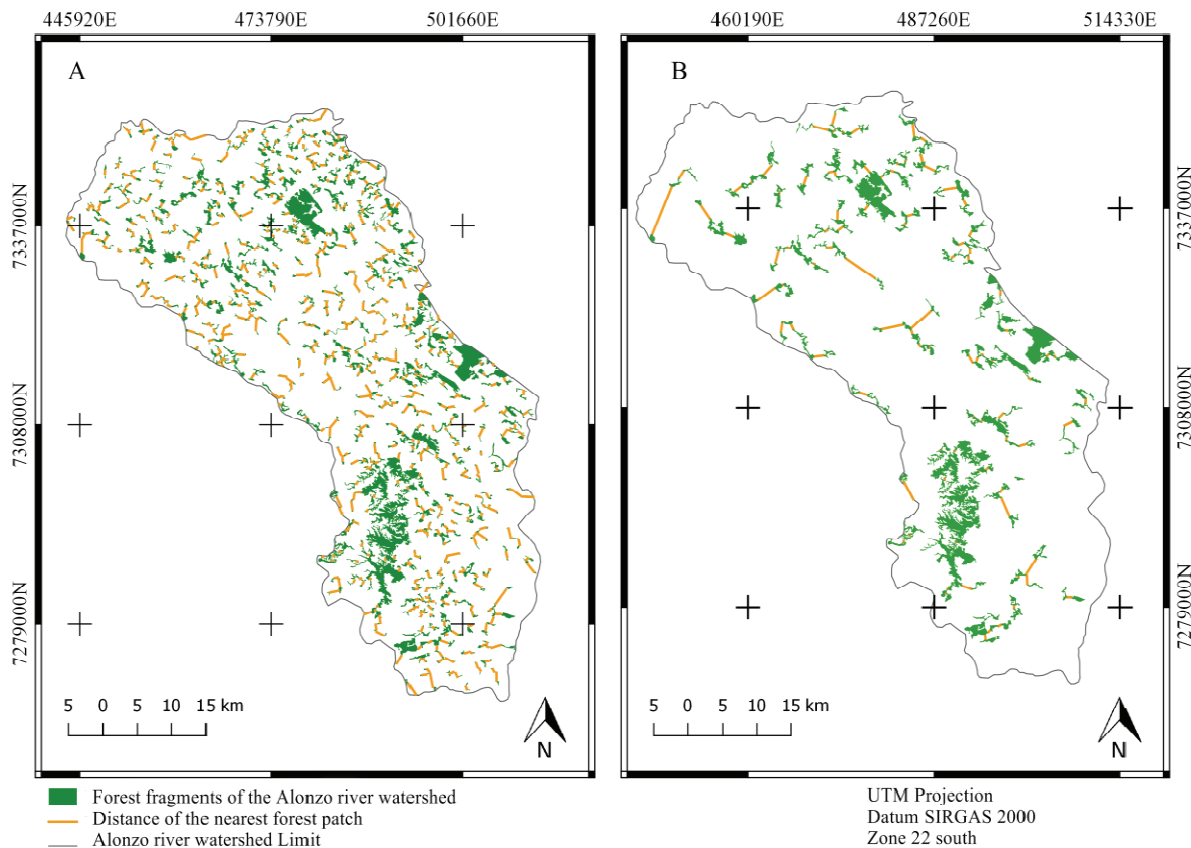 445920E 473790E 501660E
460190E 487260E 514330E
A
B
7337000N
7308000N
7279000N
7337000N
7308000N
7279000N
5 0 5 10 15 km
N
5 0 5 10 15 km
N
Forest fragments of the Alonzo river watershed
Distance of the nearest forest patch
Alonzo river watershed Limit
UTM Projection
Datum SIRGAS 2000
Zone 22 south